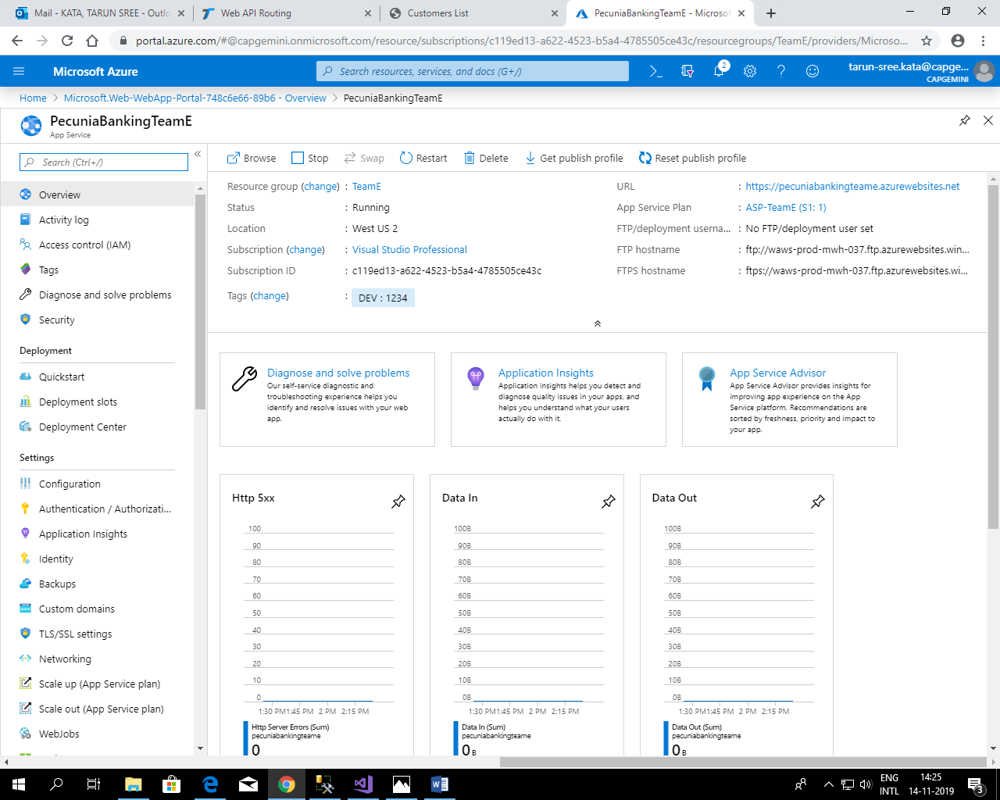 Mail - KATA, TARUN SREE - Outlo
Web API Routing
Customers List
PecuniaBankingTeamE - Microsof
portal.azure.com/#@capgemini.onmicrosoft.com/resource/subscriptions/c119ed13-a622-4523-b5a4-4785505ce43c/resourcegroups/TeamE/providers/Microso...
Microsoft Azure
Search resources, services, and docs (G+/)
2
tarun-sree.kata@capge...
CAPGEMINI
Home > Microsoft.Web-WebApp-Portal-748c6e66-89b6 - Overview > PecuniaBankingTeamE
PecuniaBankingTeamE
App Service
Search (Ctrl+/)
Overview
Activity log
Access control (IAM)
Tags
Diagnose and solve problems
Security
Deployment
Quickstart
Deployment slots
Deployment Center
Settings
Configuration
Authentication / Authorizati...
Application Insights
Identity
Backups
Custom domains
TLS/SSL settings
Networking
Scale up (App Service plan)
Scale out (App Service plan)
WebJobs
Browse Stop Swap Restart Delete Get publish profile Reset publish profile
Resource group (change) : TeamE
Status : Running
Location : West US 2
Subscription (change) : Visual Studio Professional
Subscription ID : c119ed13-a622-4523-b5a4-4785505ce43c
Tags (change) : DEV : 1234
URL : https://pecuniabankingteame.azurewebsites.net
App Service Plan : ASP-TeamE (S1: 1)
FTP/deployment userna... : No FTP/deployment user set
FTP hostname : ftp://waws-prod-mwh-037.ftp.azurewebsites.win...
FTPS hostname : ftps://waws-prod-mwh-037.ftp.azurewebsites.wi...
Diagnose and solve problems
Our self-service diagnostic and
troubleshooting experience helps you
identify and resolve issues with your web
app.
Application Insights
Application Insights helps you detect and
diagnose quality issues in your apps, and
helps you understand what your users
actually do with it.
App Service Advisor
App Service Advisor provides insights for
improving app experience on the App
Service platform. Recommendations are
sorted by freshness, priority and impact to
your app.
Http 5xx
100
90
80
70
60
50
40
30
20
10
0
1:30 PM 1:45 PM 2 PM 2:15 PM
Http Server Errors (Sum)
pecuniabankingteame
0
Data In
100B
90B
80B
70B
60B
50B
40B
30B
20B
10B
0B
1:30 PM 1:45 PM 2 PM 2:15 PM
Data In (Sum)
pecuniabankingteame
0 B
Data Out
100B
90B
80B
70B
60B
50B
40B
30B
20B
10B
0B
1:30 PM 1:45 PM 2 PM 2:15 PM
Data Out (Sum)
pecuniabankingteame
0 B
ENG
INTL
14:25
14-11-2019
3